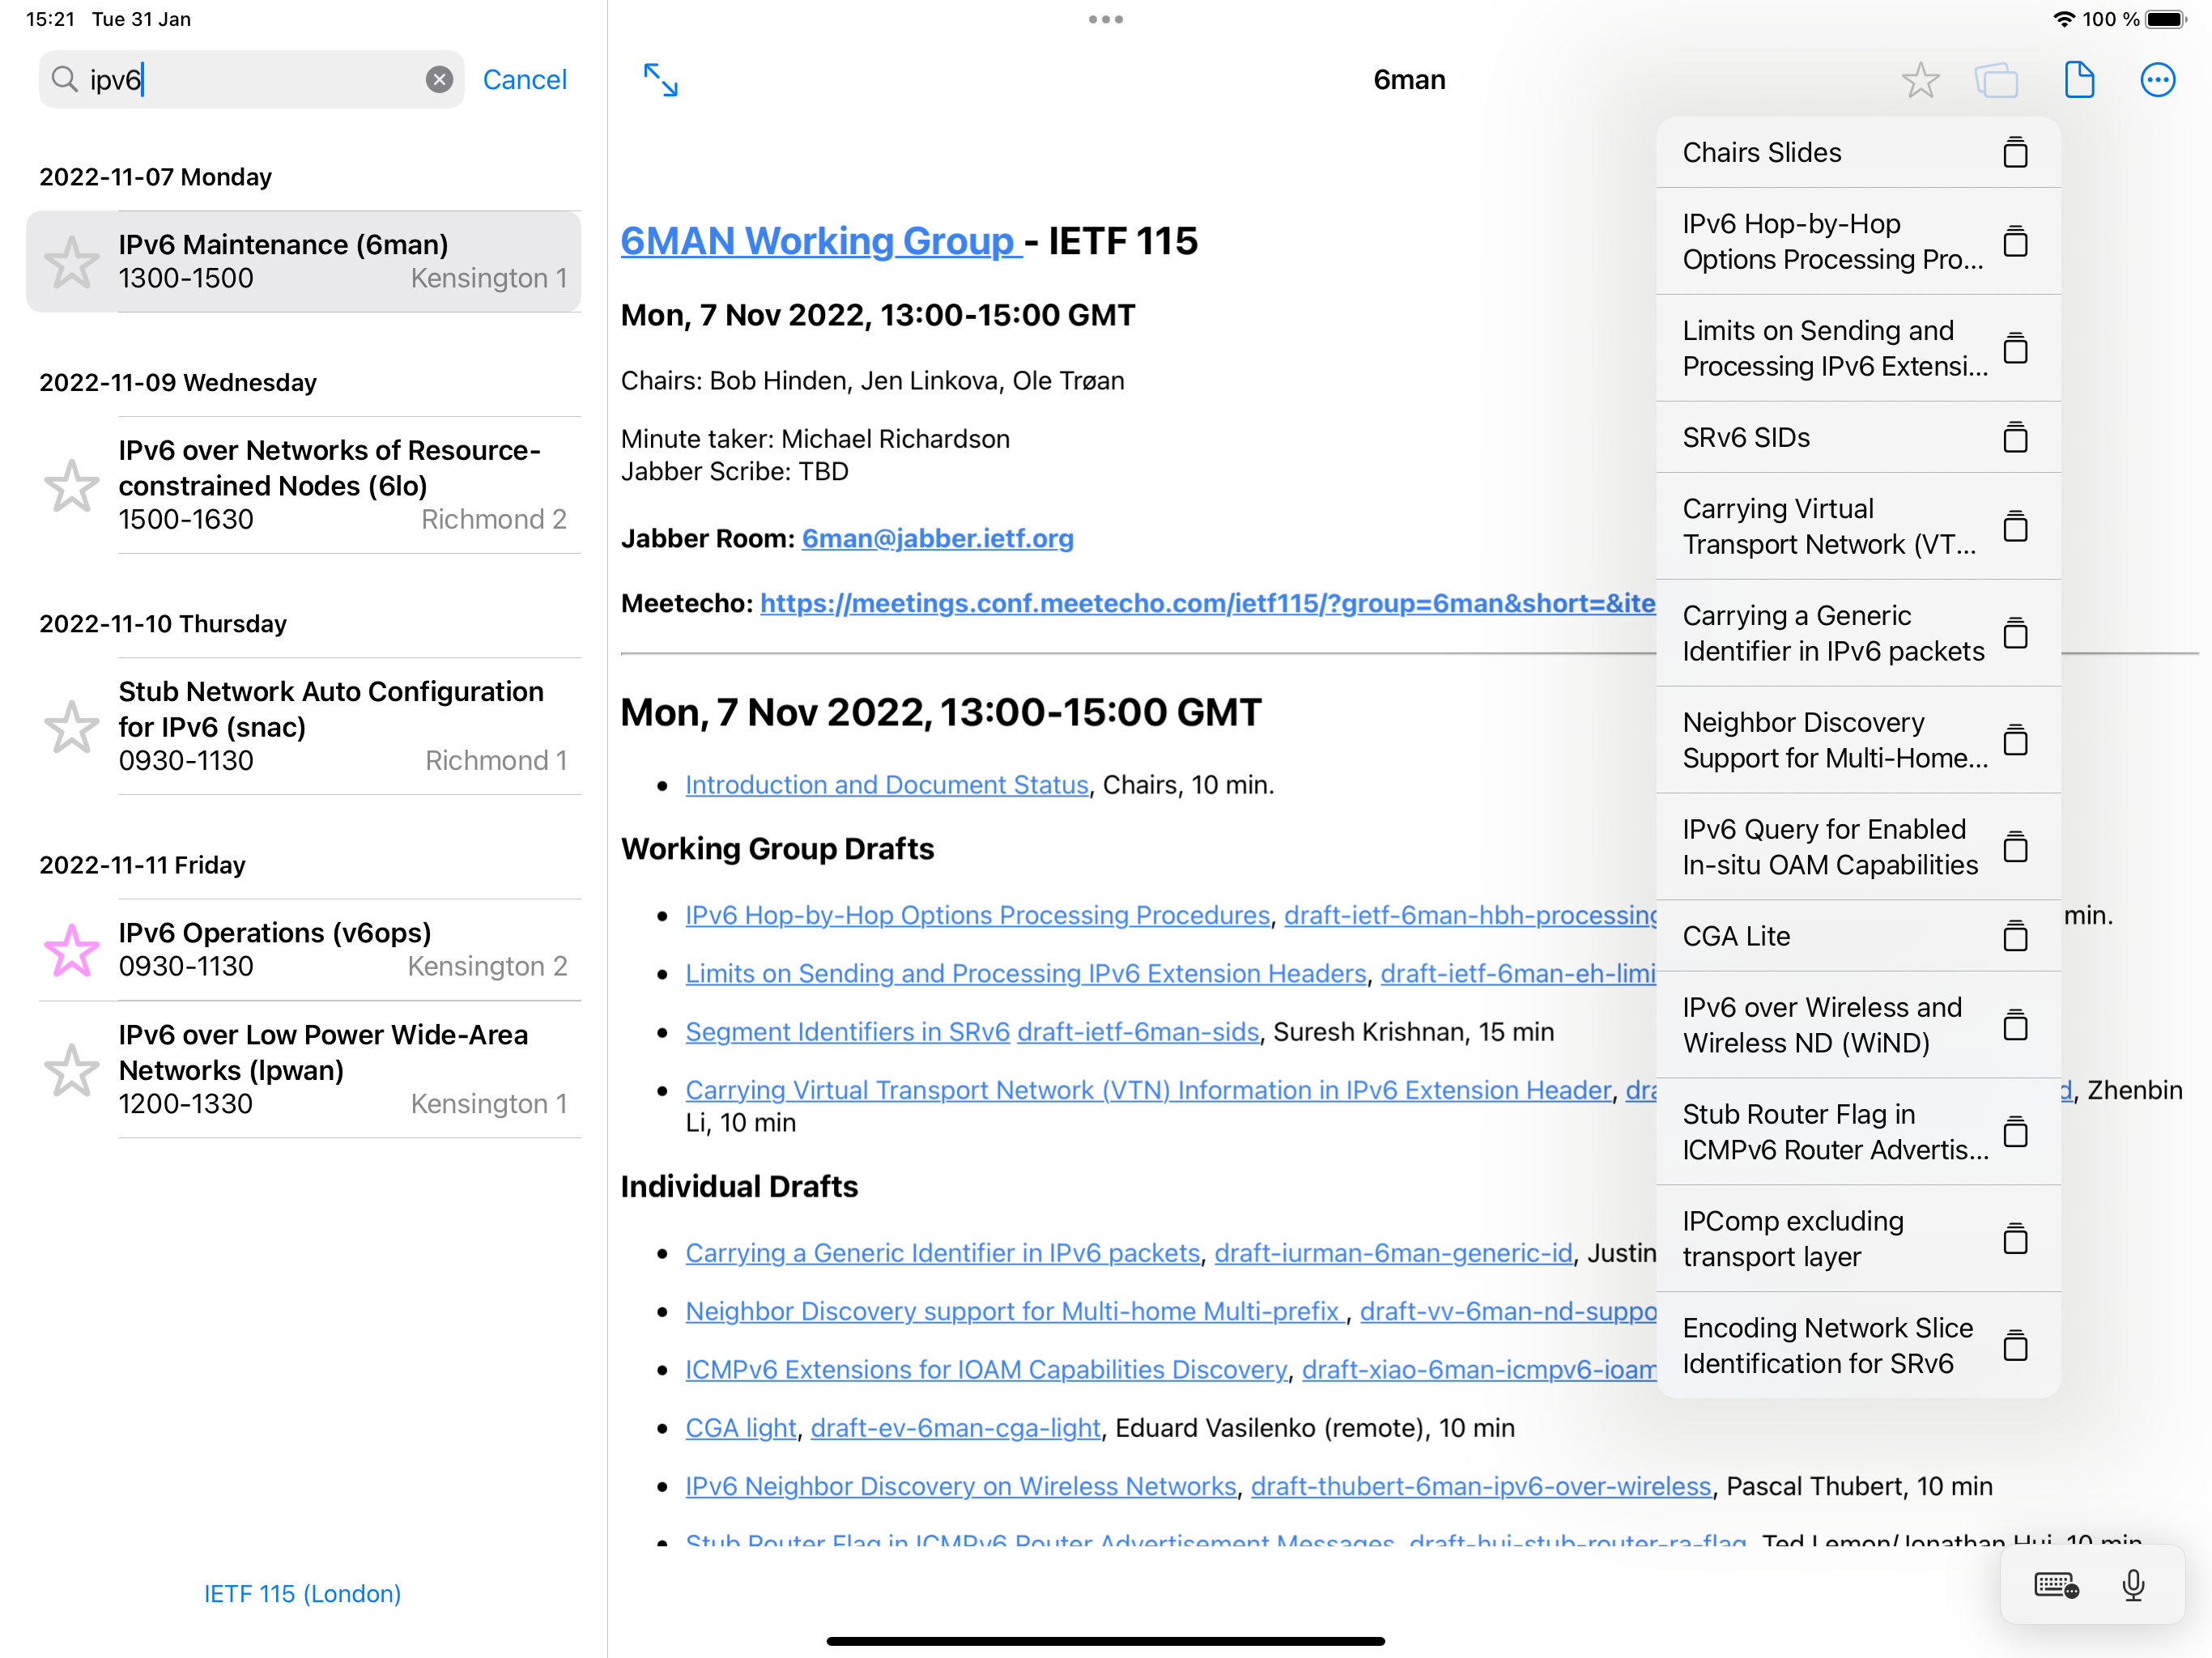 15:21 Tue 31 Jan
100 %
ipv6
Cancel
2022-11-07 Monday
IPv6 Maintenance (6man)
1300-1500 Kensington 1
2022-11-09 Wednesday
IPv6 over Networks of Resource-
constrained Nodes (6lo)
1500-1630 Richmond 2
2022-11-10 Thursday
Stub Network Auto Configuration
for IPv6 (snac)
0930-1130 Richmond 1
2022-11-11 Friday
IPv6 Operations (v6ops)
0930-1130 Kensington 2
IPv6 over Low Power Wide-Area
Networks (lpwan)
1200-1330 Kensington 1
IETF 115 (London)
6man
6MAN Working Group - IETF 115
Mon, 7 Nov 2022, 13:00-15:00 GMT
Chairs: Bob Hinden, Jen Linkova, Ole Trøan
Minute taker: Michael Richardson
Jabber Scribe: TBD
Jabber Room: 6man@jabber.ietf.org
Meetecho: https://meetings.conf.meetecho.com/ietf115/?group=6man&short=&ite
Mon, 7 Nov 2022, 13:00-15:00 GMT
• Introduction and Document Status, Chairs, 10 min.
Working Group Drafts
• IPv6 Hop-by-Hop Options Processing Procedures, draft-ietf-6man-hbh-processing min.
• Limits on Sending and Processing IPv6 Extension Headers, draft-ietf-6man-eh-limi
• Segment Identifiers in SRv6 draft-ietf-6man-sids, Suresh Krishnan, 15 min
• Carrying Virtual Transport Network (VTN) Information in IPv6 Extension Header, dra d, Zhenbin
Li, 10 min
Individual Drafts
• Carrying a Generic Identifier in IPv6 packets, draft-iurman-6man-generic-id, Justin
• Neighbor Discovery support for Multi-home Multi-prefix , draft-vv-6man-nd-suppo
• ICMPv6 Extensions for IOAM Capabilities Discovery, draft-xiao-6man-icmpv6-ioam
• CGA light, draft-ev-6man-cga-light, Eduard Vasilenko (remote), 10 min
• IPv6 Neighbor Discovery on Wireless Networks, draft-thubert-6man-ipv6-over-wireless, Pascal Thubert, 10 min
• Stub Router Flag in ICMPv6 Router Advertisement Messages, draft-hui-stub-router-ra-flag, Ted Lemon/Jonathan Hui, 10 min
Chairs Slides
IPv6 Hop-by-Hop
Options Processing Pro...
Limits on Sending and
Processing IPv6 Extensi...
SRv6 SIDs
Carrying Virtual
Transport Network (VT...
Carrying a Generic
Identifier in IPv6 packets
Neighbor Discovery
Support for Multi-Home...
IPv6 Query for Enabled
In-situ OAM Capabilities
CGA Lite
IPv6 over Wireless and
Wireless ND (WiND)
Stub Router Flag in
ICMPv6 Router Advertis...
IPComp excluding
transport layer
Encoding Network Slice
Identification for SRv6